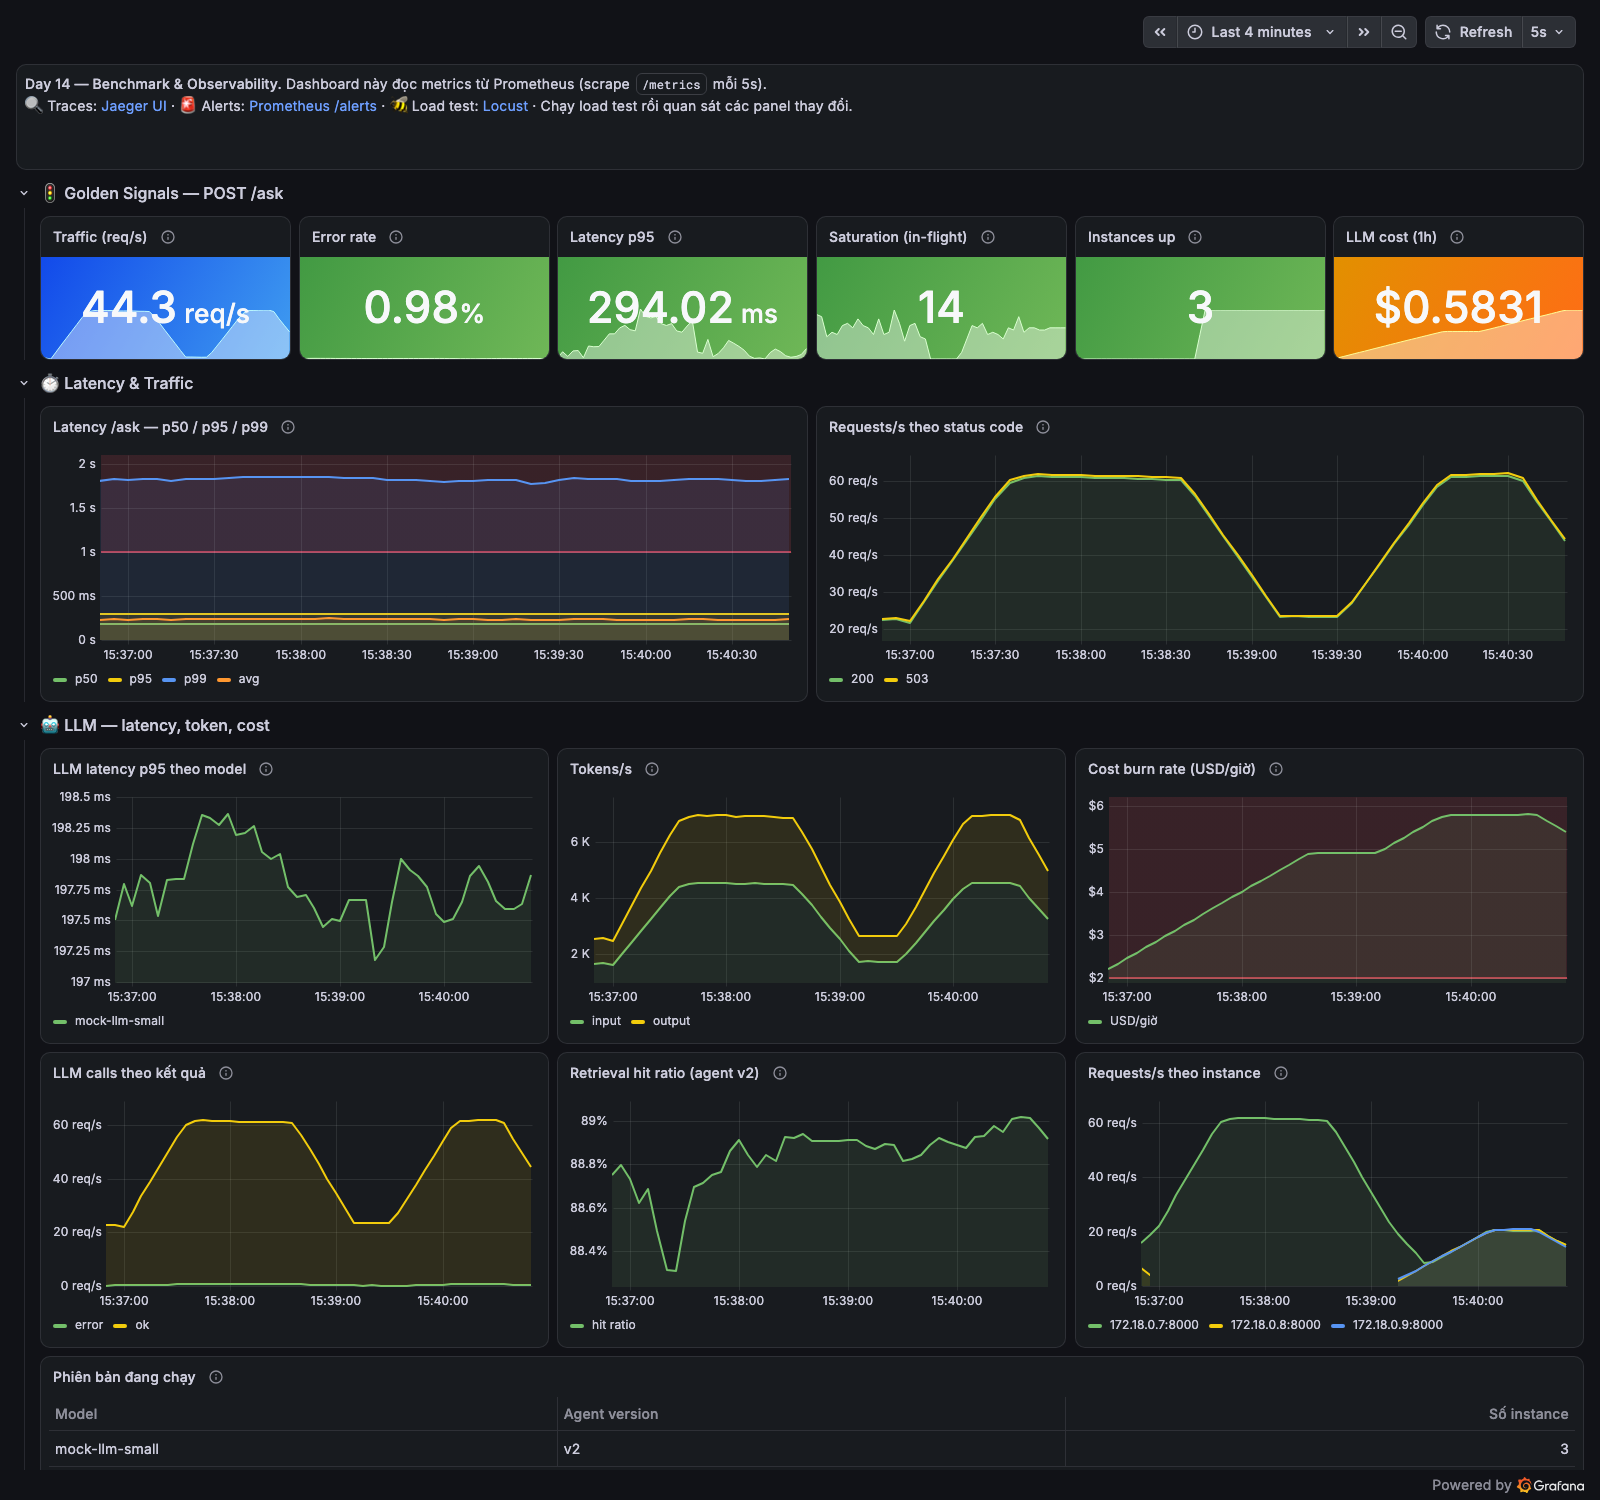 Last 4 minutes
Refresh
5s
Day 14 — Benchmark & Observability. Dashboard này đọc metrics từ Prometheus (scrape /metrics mỗi 5s).
🔍 Traces: Jaeger UI · 🚨 Alerts: Prometheus /alerts · 🐝 Load test: Locust · Chạy load test rồi quan sát các panel thay đổi.
🚦 Golden Signals — POST /ask
Traffic (req/s)
44.3 req/s
Error rate
0.98%
Latency p95
294.02 ms
Saturation (in-flight)
14
Instances up
3
LLM cost (1h)
$0.5831
⏱️ Latency & Traffic
Latency /ask — p50 / p95 / p99
2 s
1.5 s
1 s
500 ms
0 s
15:37:00 15:37:30 15:38:00 15:38:30 15:39:00 15:39:30 15:40:00 15:40:30
p50 p95 p99 avg
Requests/s theo status code
60 req/s
50 req/s
40 req/s
30 req/s
20 req/s
15:37:00 15:37:30 15:38:00 15:38:30 15:39:00 15:39:30 15:40:00 15:40:30
200 503
🤖 LLM — latency, token, cost
LLM latency p95 theo model
198.5 ms
198.25 ms
198 ms
197.75 ms
197.5 ms
197.25 ms
197 ms
15:37:00 15:38:00 15:39:00 15:40:00
mock-llm-small
Tokens/s
6 K
4 K
2 K
15:37:00 15:38:00 15:39:00 15:40:00
input output
Cost burn rate (USD/giờ)
$6
$5
$4
$3
$2
15:37:00 15:38:00 15:39:00 15:40:00
USD/giờ
LLM calls theo kết quả
60 req/s
40 req/s
20 req/s
0 req/s
15:37:00 15:38:00 15:39:00 15:40:00
error ok
Retrieval hit ratio (agent v2)
89%
88.8%
88.6%
88.4%
15:37:00 15:38:00 15:39:00 15:40:00
hit ratio
Requests/s theo instance
60 req/s
40 req/s
20 req/s
0 req/s
15:37:00 15:38:00 15:39:00 15:40:00
172.18.0.7:8000 172.18.0.8:8000 172.18.0.9:8000
Phiên bản đang chạy
Model Agent version Số instance
mock-llm-small v2 3
Powered by Grafana